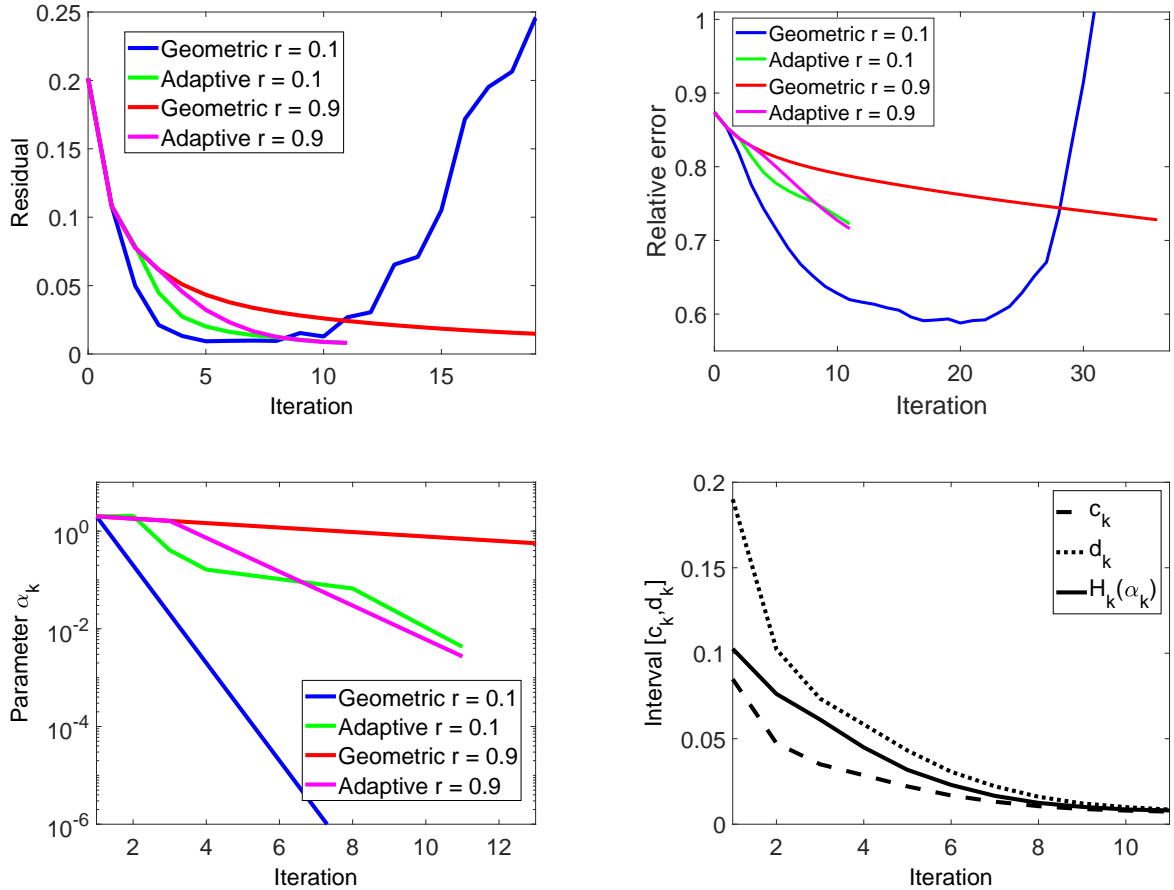 0.25
0.2
0.15
0.1
0.05
0
0 5 10 15
Residual
Iteration
Geometric r = 0.1
Adaptive r = 0.1
Geometric r = 0.9
Adaptive r = 0.9
1
0.9
0.8
0.7
0.6
0 10 20 30
Relative error
Iteration
Geometric r = 0.1
Adaptive r = 0.1
Geometric r = 0.9
Adaptive r = 0.9
10^0
10^-2
10^-4
10^-6
2 4 6 8 10 12
Parameter α_k
Iteration
Geometric r = 0.1
Adaptive r = 0.1
Geometric r = 0.9
Adaptive r = 0.9
0.2
0.15
0.1
0.05
0
2 4 6 8 10
Interval [c_k,d_k]
Iteration
c_k
d_k
H_k(α_k)